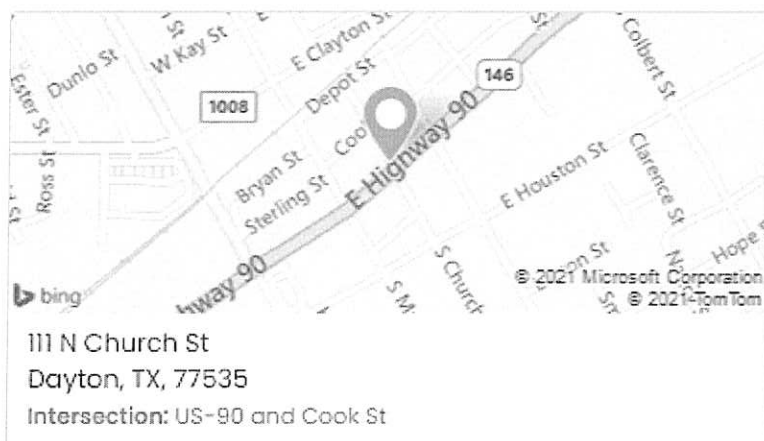 Dunlo St
W Kay St
E Clayton St
Depot St
146
Colbert St
Ester St
1008
Ross St
Bryan St
Sterling St
E Highway 90
E Houston St
Clarence St
S Church
Hope
bing
© 2021 Microsoft Corporation
© 2021 TomTom
111 N Church St
Dayton, TX, 77535
Intersection: US-90 and Cook St